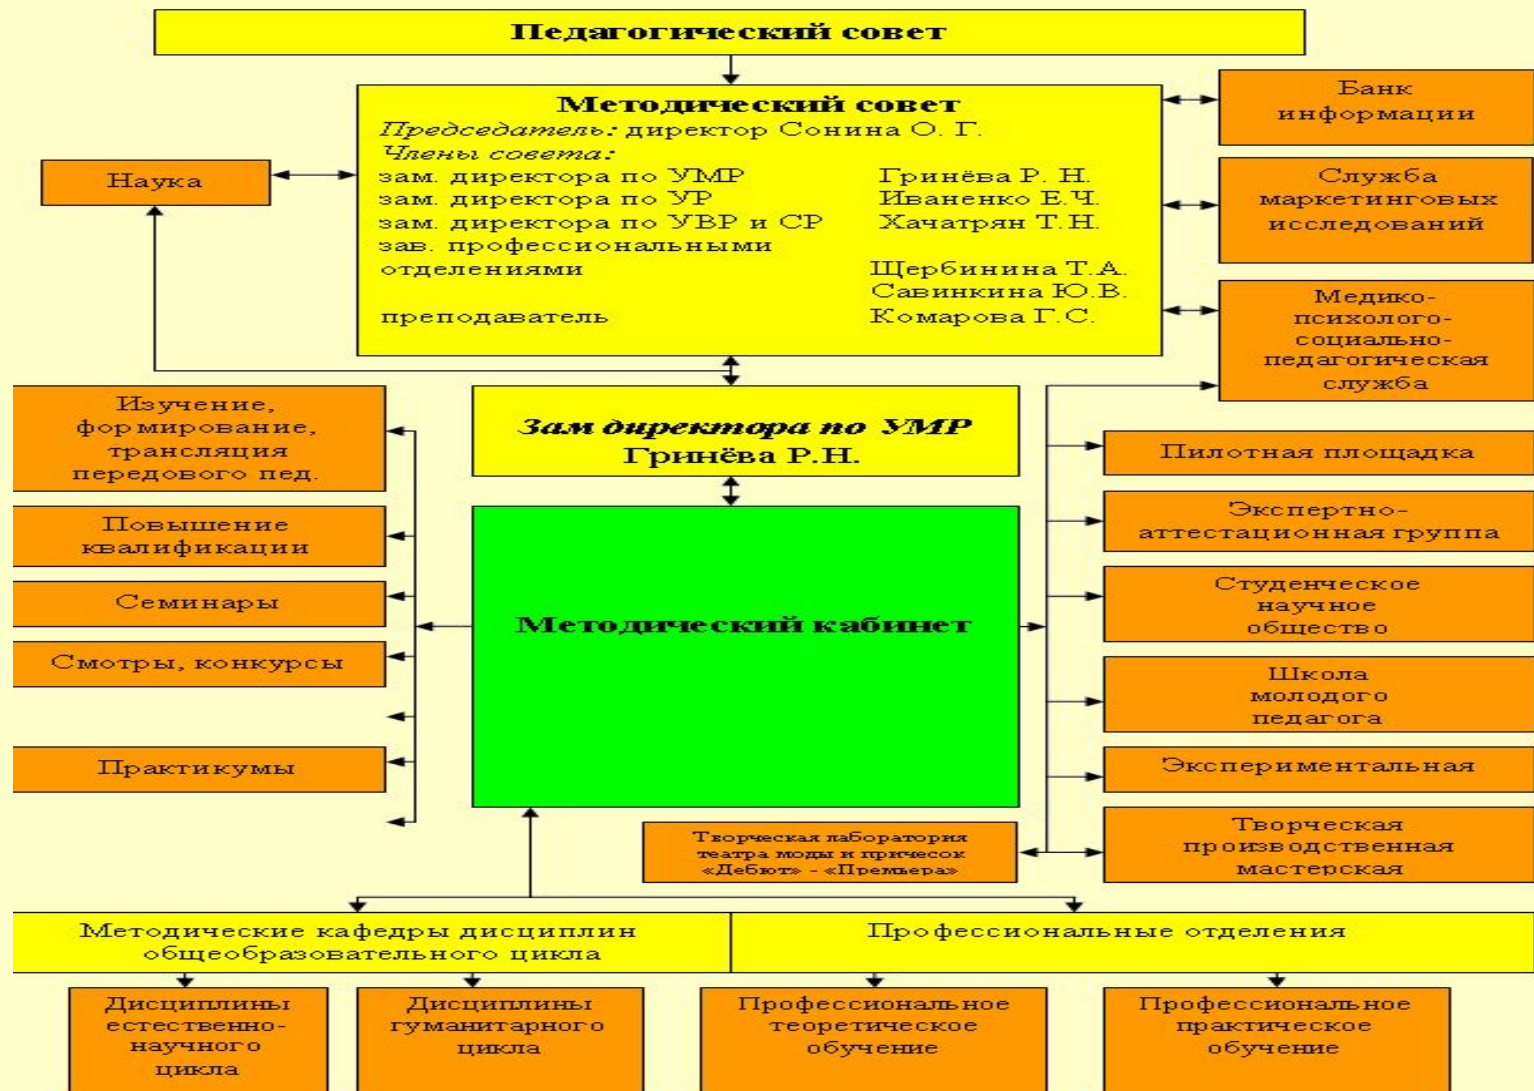 Педагогический совет
Методический совет
Председатель: директор Сонина О. Г.
Члены совета:
зам. директора по УМР Гринёва Р. Н.
зам. директора по УР Иваненко Е.Ч.
зам. директора по УВР и СР Хачатрян Т.Н.
зав. профессиональными
отделениями Щербинина Т.А.
Савинкина Ю.В.
преподаватель Комарова Г.С.
Банк
информации
Наука
Служба
маркетинговых
исследований
Медико-
психолого-
социально-
педагогическая
служба
Зам директора по УМР
Гринёва Р.Н.
Изучение,
формирование,
трансляция
передового пед.
Повышение
квалификации
Семинары
Смотры, конкурсы
Практикумы
Методический кабинет
Пилотная площадка
Экспертно-
аттестационная группа
Студенческое
научное
общество
Школа
молодого
педагога
Экспериментальная
Творческая
производственная
мастерская
Творческая лаборатория
театра моды и причесок
«Дебют» - «Премьера»
Методические кафедры дисциплин
общеобразовательного цикла
Профессиональные отделения
Дисциплины
естественно-
научного
цикла
Дисциплины
гуманитарного
цикла
Профессиональное
теоретическое
обучение
Профессиональное
практическое
обучение